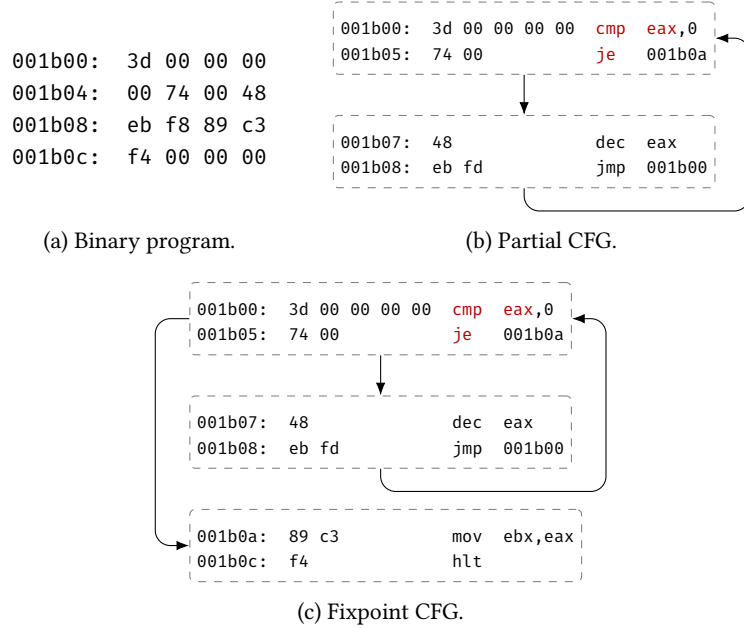 001b00: 3d 00 00 00
001b04: 00 74 00 48
001b08: eb f8 89 c3
001b0c: f4 00 00 00
(a) Binary program.
001b00: 3d 00 00 00 00 cmp eax,0
001b05: 74 00 je 001b0a
001b07: 48 dec eax
001b08: eb fd jmp 001b00
(b) Partial CFG.
001b00: 3d 00 00 00 00 cmp eax,0
001b05: 74 00 je 001b0a
001b07: 48 dec eax
001b08: eb fd jmp 001b00
001b0a: 89 c3 mov ebx,eax
001b0c: f4 hlt
(c) Fixpoint CFG.